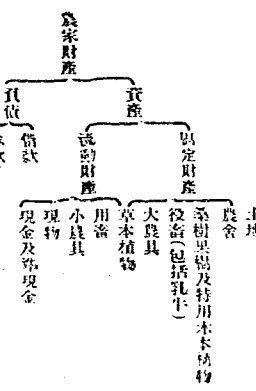 農家財產
資產
負債
固定財產
流動財產
借款
土地
農舍
桑樹果樹及特用木本植物
役畜(包括乳牛)
大農具
草本植物
用畜
小農具
現物
現金及準現金